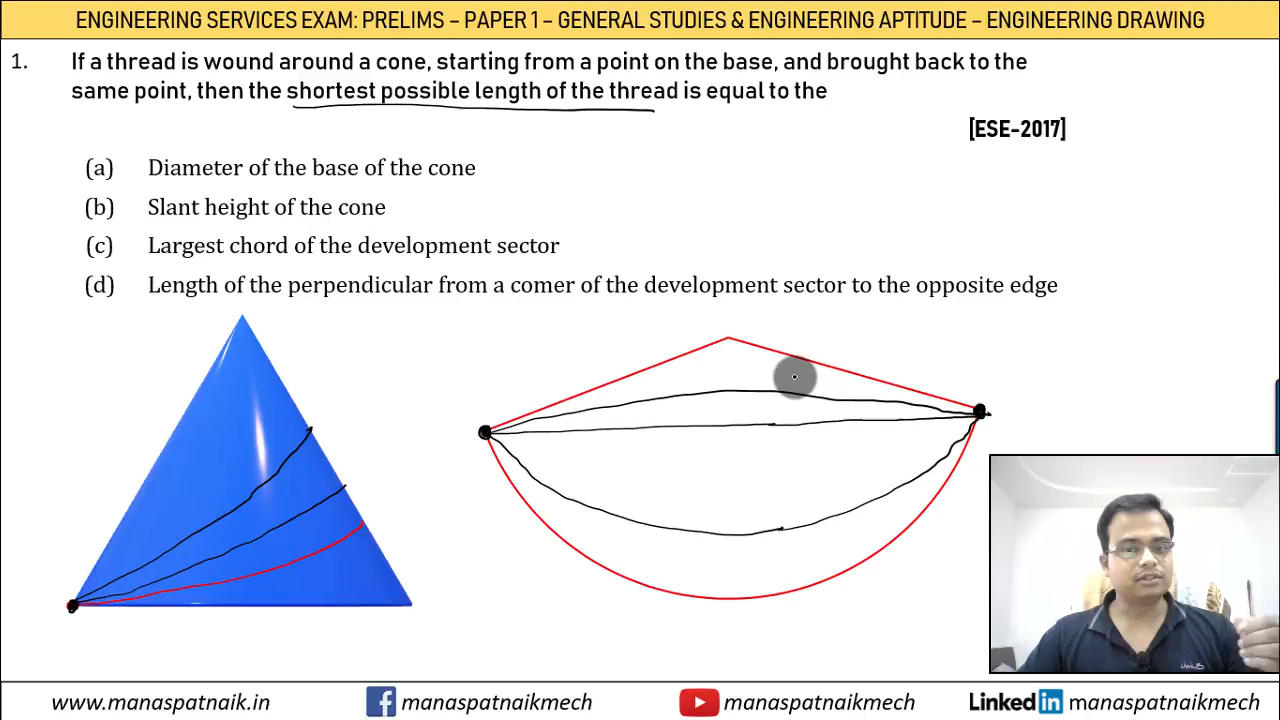 ENGINEERING SERVICES EXAM: PRELIMS – PAPER 1 – GENERAL STUDIES & ENGINEERING APTITUDE – ENGINEERING DRAWING
1. If a thread is wound around a cone, starting from a point on the base, and brought back to the
same point, then the shortest possible length of the thread is equal to the
[ESE-2017]
(a) Diameter of the base of the cone
(b) Slant height of the cone
(c) Largest chord of the development sector
(d) Length of the perpendicular from a comer of the development sector to the opposite edge
www.manaspatnaik.in
manaspatnaikmech
manaspatnaikmech
Linked in manaspatnaikmech